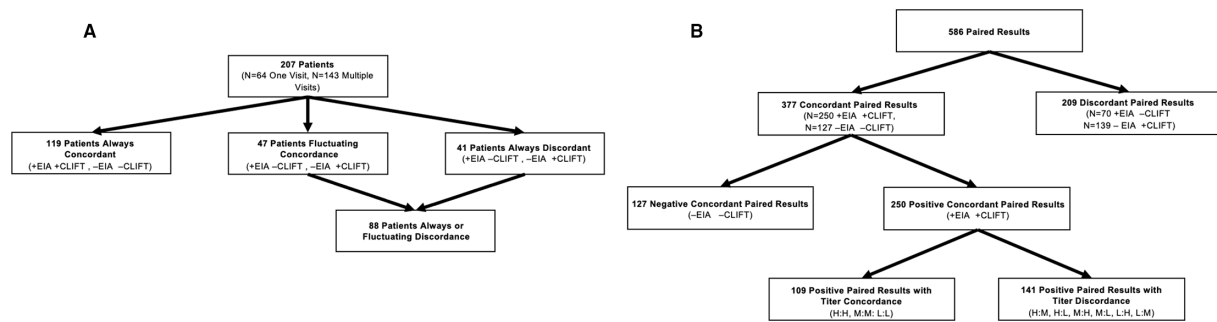 A
207 Patients
(N=64 One Visit, N=143 Multiple
Visits)
119 Patients Always
Concordant
(+EIA +CLIFT , –EIA –CLIFT)
47 Patients Fluctuating
Concordance
(+EIA –CLIFT , –EIA +CLIFT)
41 Patients Always Discordant
(+EIA –CLIFT , –EIA +CLIFT)
88 Patients Always or
Fluctuating Discordance
B
586 Paired Results
377 Concordant Paired Results
(N=250 +EIA +CLIFT,
N=127 –EIA –CLIFT)
209 Discordant Paired Results
(N=70 +EIA –CLIFT
N=139 – EIA +CLIFT)
127 Negative Concordant Paired Results
(–EIA –CLIFT)
250 Positive Concordant Paired Results
(+EIA +CLIFT)
109 Positive Paired Results with
Titer Concordance
(H:H, M:M: L:L)
141 Positive Paired Results with
Titer Discordance
(H:M, H:L, M:H, M:L, L:H, L:M)